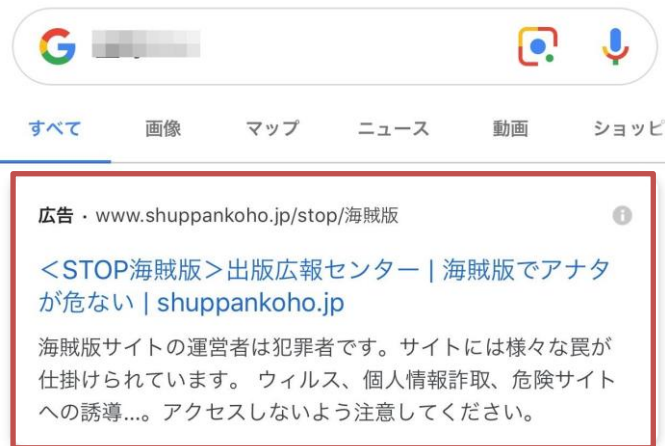 すべて 画像 マップ ニュース 動画 ショッピ
広告・www.shuppankoho.jp/stop/海賊版
＜STOP海賊版＞出版広報センター | 海賊版でアナタ
が危ない | shuppankoho.jp
海賊版サイトの運営者は犯罪者です。サイトには様々な罠が
仕掛けられています。 ウィルス、個人情報詐取、危険サイト
への誘導...。アクセスしないよう注意してください。